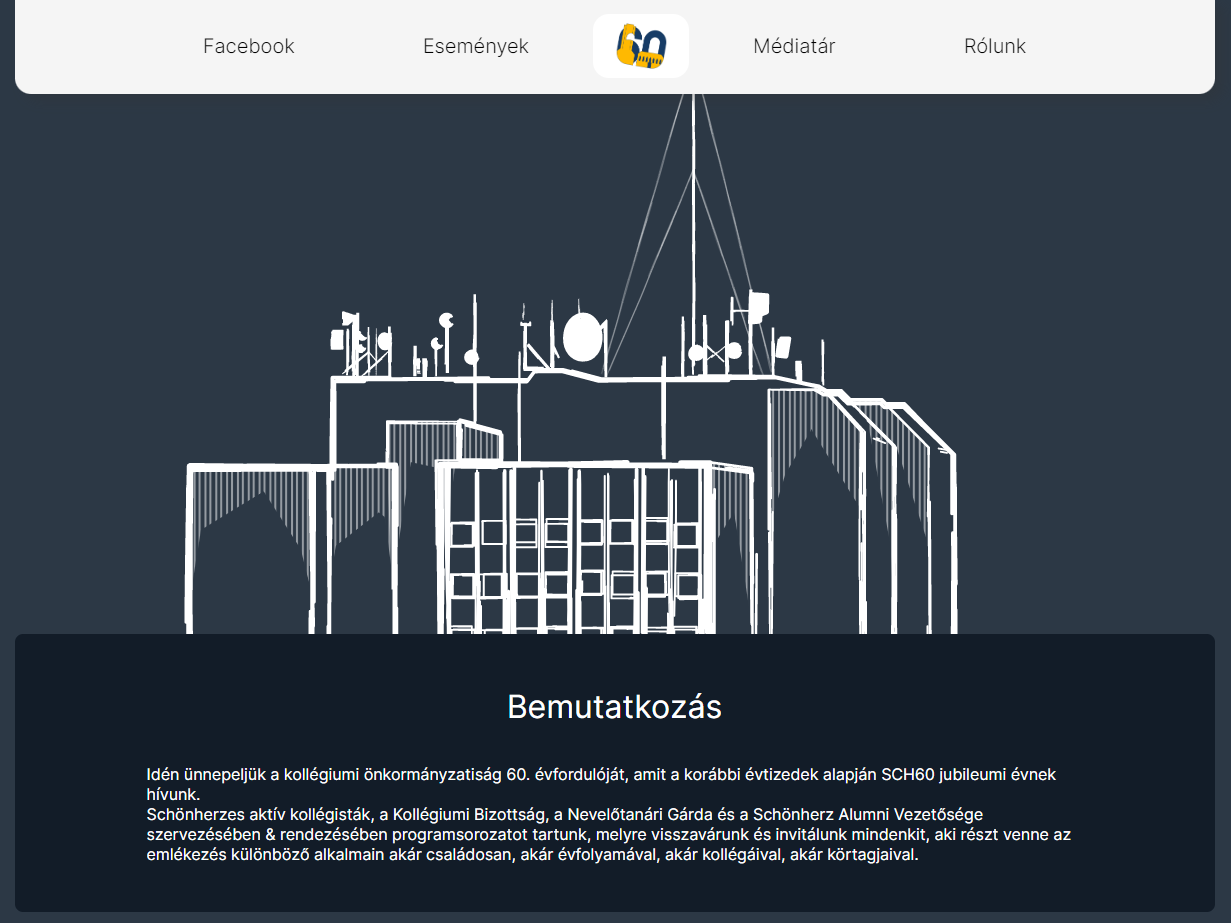 Facebook
Események
60
Médiatár
Rólunk
Bemutatkozás
Idén ünnepeljük a kollégiumi önkormányzatiság 60. évfordulóját, amit a korábbi évtizedek alapján SCH60 jubileumi évnek
hívunk.
Schönherzes aktív kollégisták, a Kollégiumi Bizottság, a Nevelőtanári Gárda és a Schönherz Alumni Vezetősége
szervezésében & rendezésében programsorozatot tartunk, melyre visszavárunk és invitálunk mindenkit, aki részt venne az
emlékezés különböző alkalmain akár családosan, akár évfolyamával, akár kollégáival, akár körtagjaival.